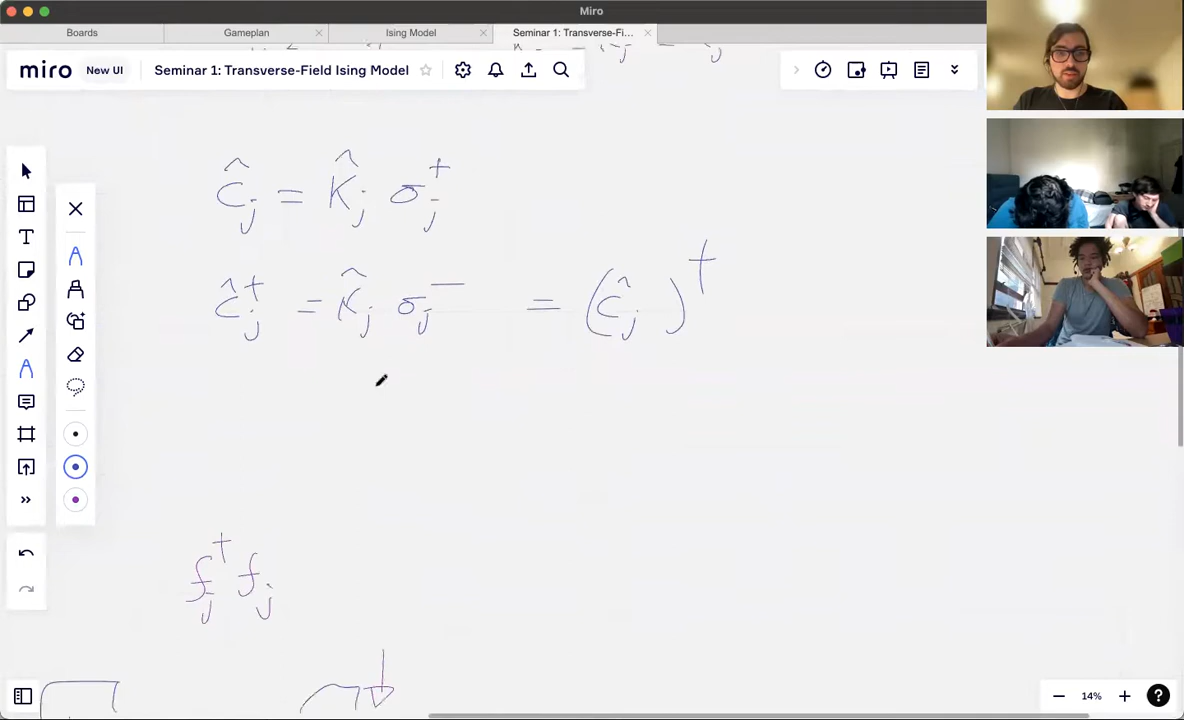 Miro
Boards
Gameplan
Ising Model
Seminar 1: Transverse-Fi...
miro New UI Seminar 1: Transverse-Field Ising Model
ĉ_j = K̂_j σ_j^+
ĉ_j^† = K̂_j σ_j^- = (ĉ_j)^†
f_j^† f_j
14%